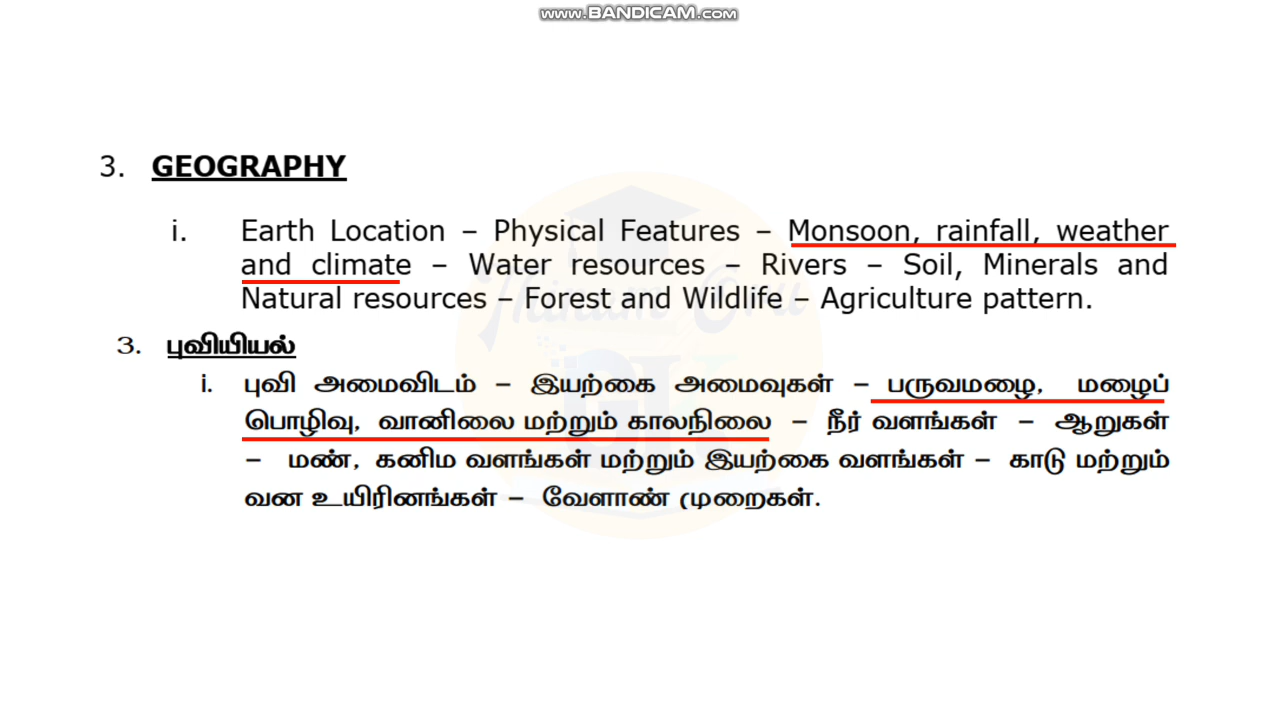 www.BANDICAM.com
3. GEOGRAPHY
i. Earth Location – Physical Features – Monsoon, rainfall, weather
and climate – Water resources – Rivers – Soil, Minerals and
Natural resources – Forest and Wildlife – Agriculture pattern.
3. புவியியல்
i. புவி அமைவிடம் – இயற்கை அமைவுகள் – பருவமழை, மழைப்
பொழிவு, வானிலை மற்றும் காலநிலை – நீர் வளங்கள் – ஆறுகள்
– மண், கனிம வளங்கள் மற்றும் இயற்கை வளங்கள் – காடு மற்றும்
வன உயிரினங்கள் – வேளாண் முறைகள்.
Thinam Oru